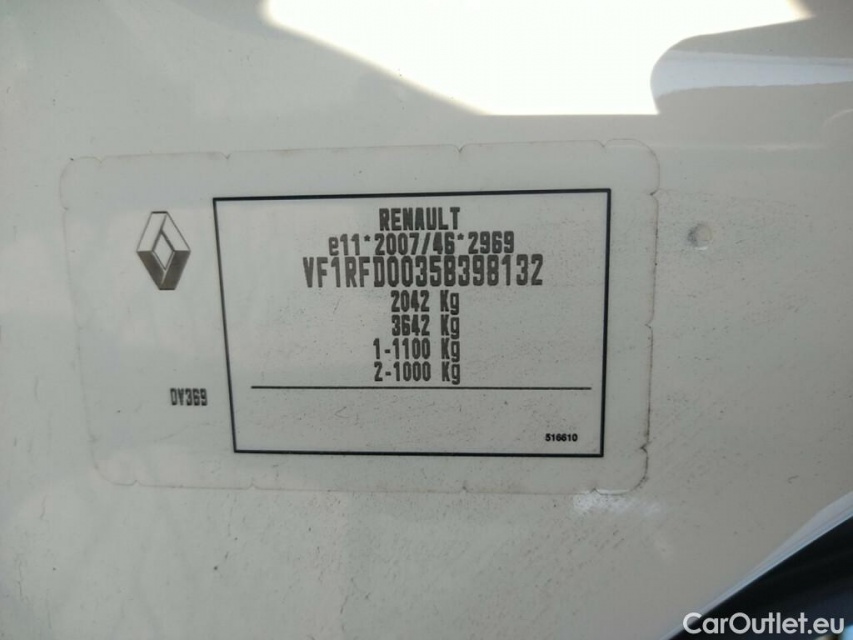 RENAULT
e11*2007/46*2969
VF1RFD00358398132
2042 Kg
3642 Kg
1-1100 Kg
2-1000 Kg
DV369
516610
CarOutlet.eu